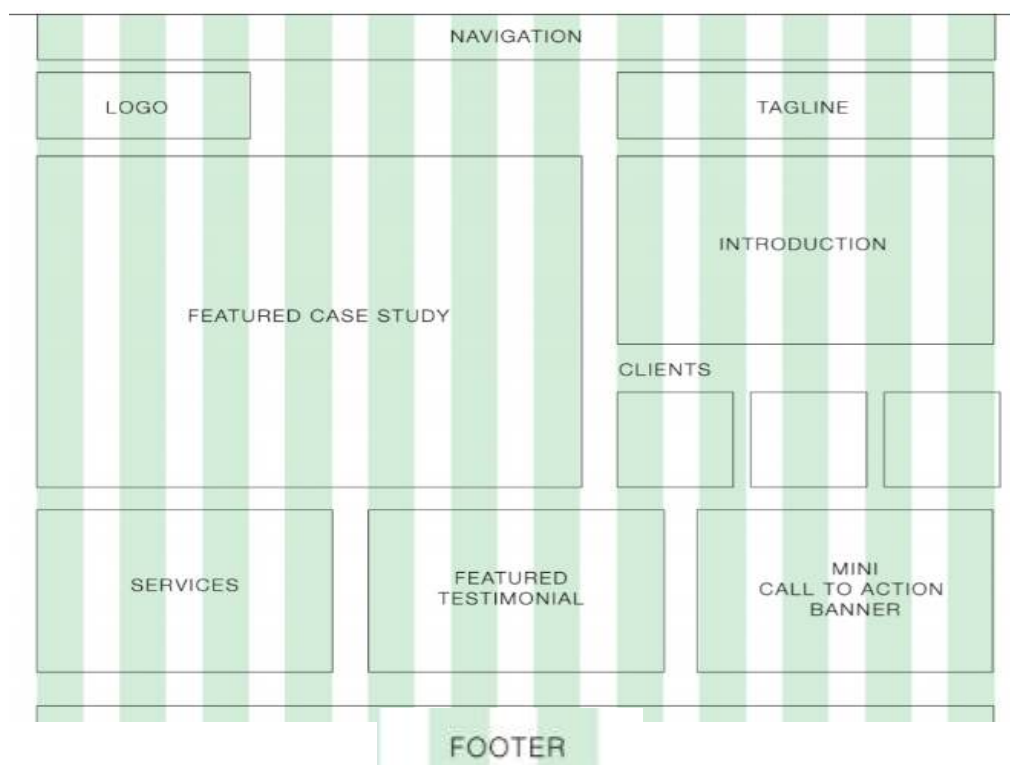 NAVIGATION
LOGO
TAGLINE
INTRODUCTION
FEATURED CASE STUDY
CLIENTS
SERVICES
FEATURED
TESTIMONIAL
MINI
CALL TO ACTION
BANNER
FOOTER